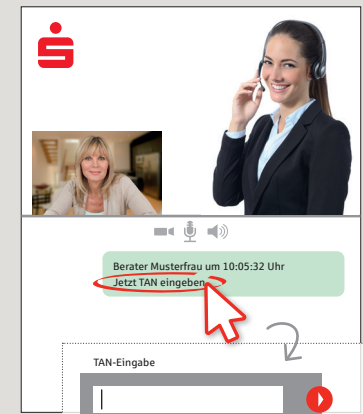 Berater Musterfrau um 10:05:32 Uhr
Jetzt TAN eingeben
TAN-Eingabe